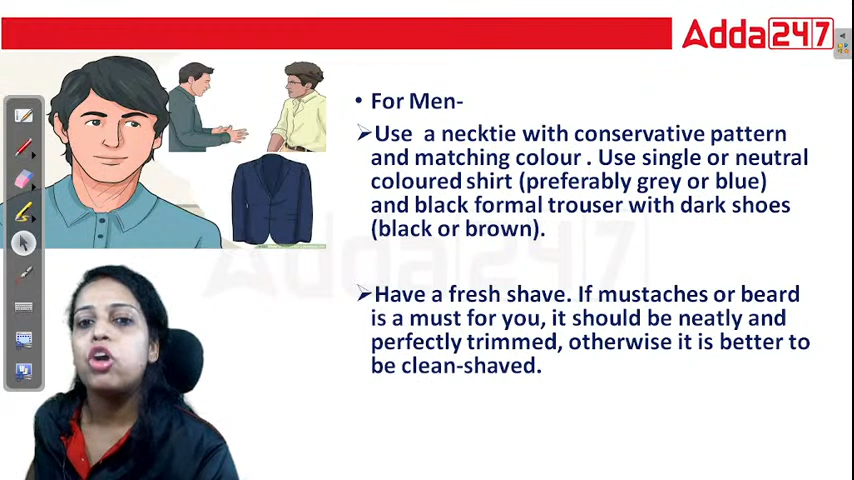 Adda247
• For Men-
➢Use a necktie with conservative pattern
and matching colour . Use single or neutral
coloured shirt (preferably grey or blue)
and black formal trouser with dark shoes
(black or brown).
➢Have a fresh shave. If mustaches or beard
is a must for you, it should be neatly and
perfectly trimmed, otherwise it is better to
be clean-shaved.
Adda247